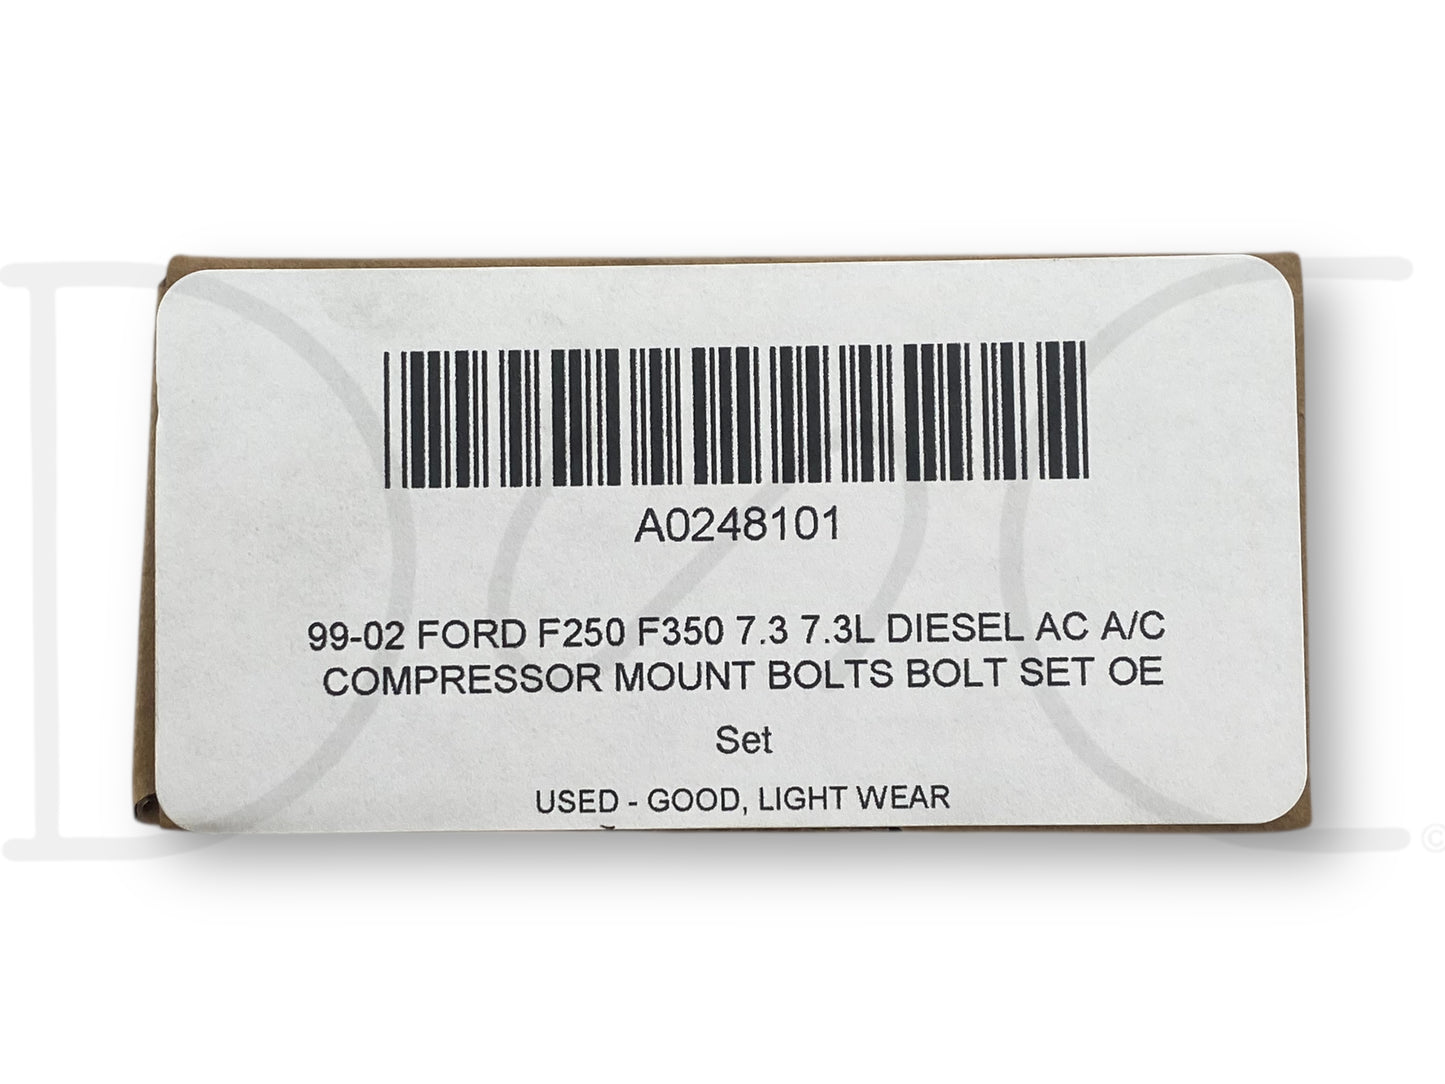 A0248101
99-02 FORD F250 F350 7.3 7.3L DIESEL AC A/C
COMPRESSOR MOUNT BOLTS BOLT SET OE
Set
USED - GOOD, LIGHT WEAR
©